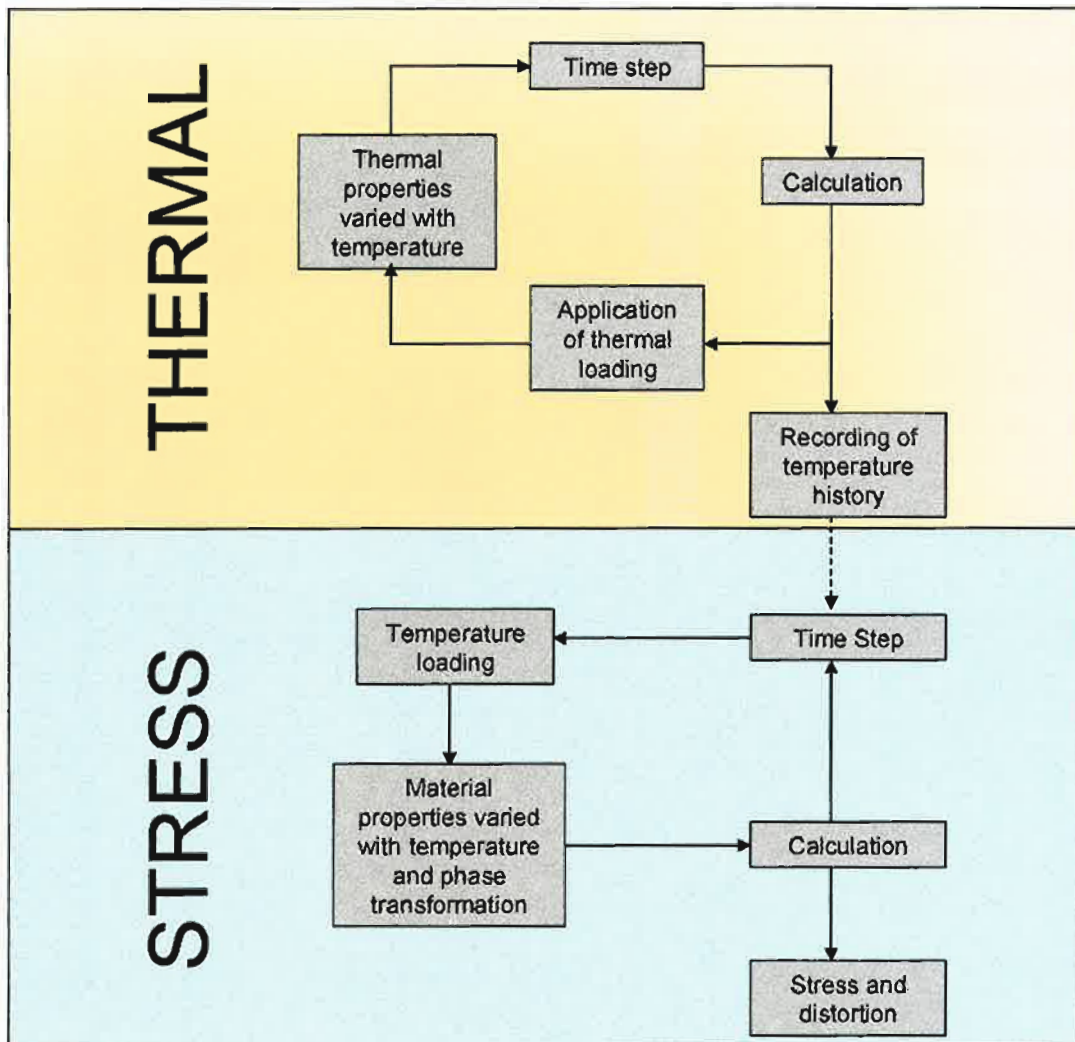 THERMAL
Time step
Thermal
properties
varied with
temperature
Calculation
Application
of thermal
loading
Recording of
temperature
history
STRESS
Temperature
loading
Time Step
Material
properties varied
with temperature
and phase
transformation
Calculation
Stress and
distortion